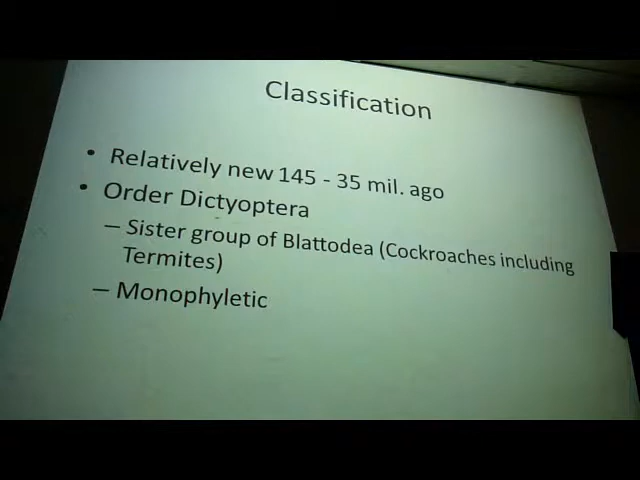 Classification
• Relatively new 145 - 35 mil. ago
• Order Dictyoptera
– Sister group of Blattodea (Cockroaches including
Termites)
– Monophyletic